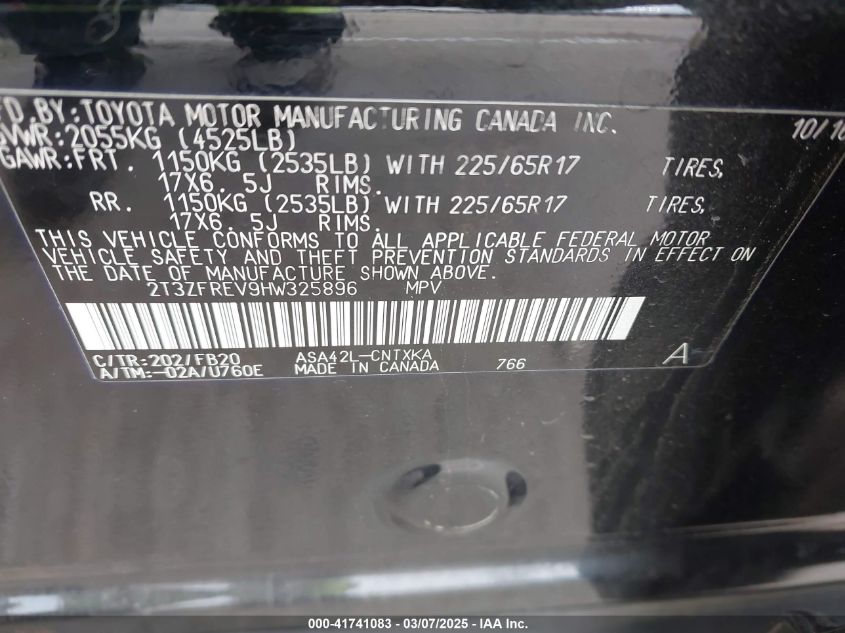 FD. BY: TOYOTA MOTOR MANUFACTURING CANADA INC. 10/16
GVWR: 2055KG (4525LB)
GAWR: FRT. 1150KG (2535LB) WITH 225/65R17 TIRES,
17X6.5J RIMS.
RR. 1150KG (2535LB) WITH 225/65R17 TIRES,
17X6.5J RIMS.
THIS VEHICLE CONFORMS TO ALL APPLICABLE FEDERAL MOTOR
VEHICLE SAFETY AND THEFT PREVENTION STANDARDS IN EFFECT ON
THE DATE OF MANUFACTURE SHOWN ABOVE.
2T3ZFREV9HW325896 MPV
C/TR: 202/FB20 ASA42L-CNTXKA A
A/TM: -02A/U760E MADE IN CANADA 766
000-41741083 - 03/07/2025 - IAA Inc.